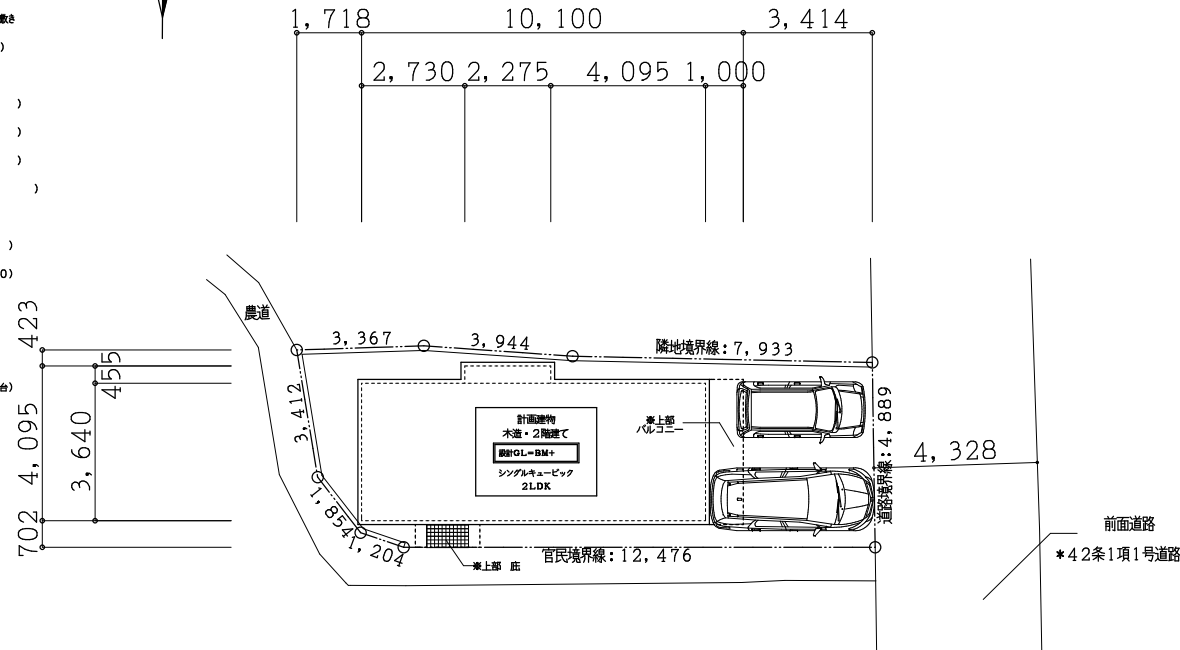 敷き
)
)
)
)
)
)
0)
台)
1,718
10,100
3,414
2,730
2,275
4,095
1,000
423
455
4,095
3,640
702
農道
3,367
3,944
隣地境界線:7,933
3,412
1,854
1,204
計画建物
木造・2階建て
設計GL=BM+
シングルキュービック
2LDK
※上部
バルコニー
道路境界線:4,889
4,328
※上部 庇
官民境界線:12,476
前面道路
*42条1項1号道路